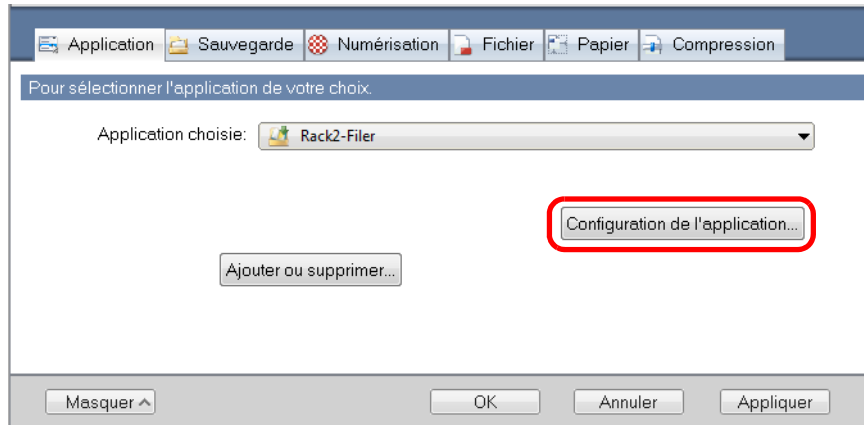 Application Sauvegarde Numérisation Fichier Papier Compression
Pour sélectionner l'application de votre choix.
Application choisie: Rack2-Filer
Configuration de l'application...
Ajouter ou supprimer...
Masquer OK Annuler Appliquer